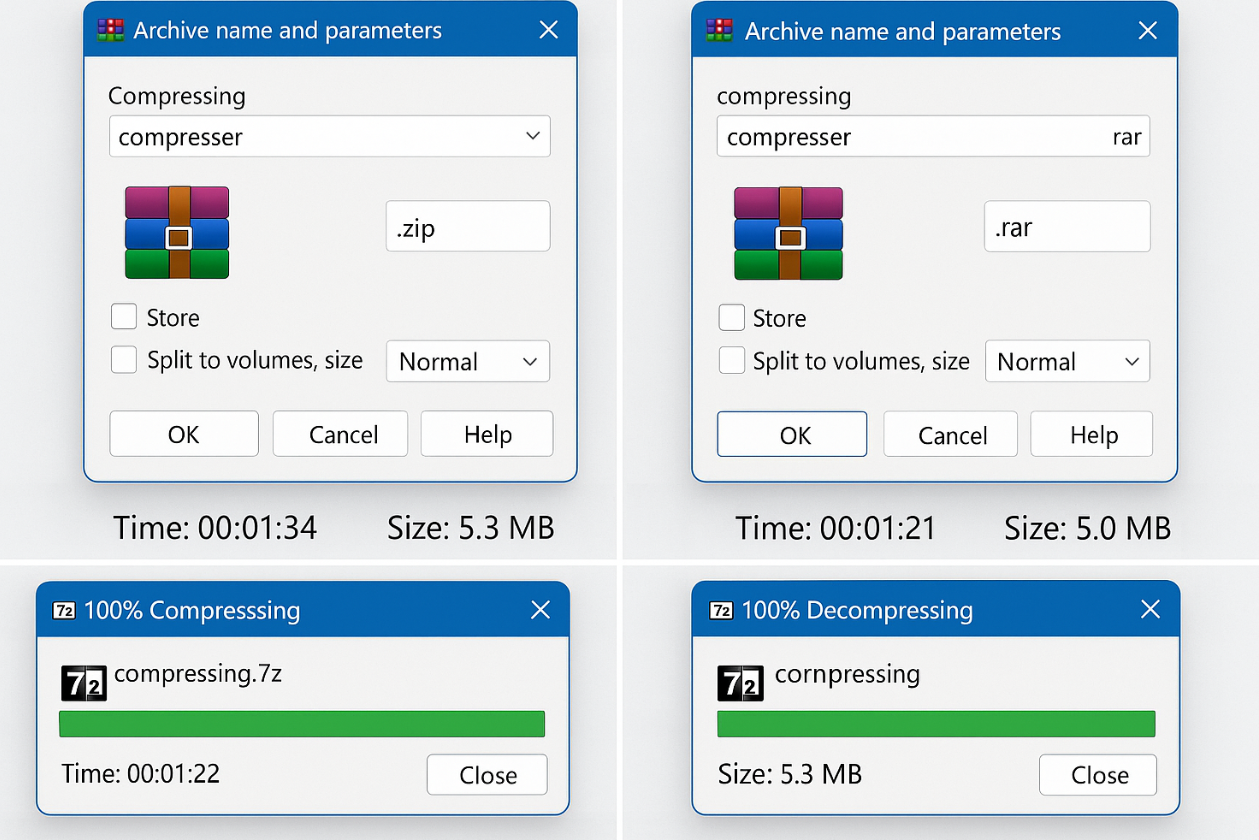 Archive name and parameters
Compressing
compresser
.zip
Store
Split to volumes, size
Normal
OK
Cancel
Help
Time: 00:01:34
Size: 5.3 MB
Archive name and parameters
compressing
compresser
rar
.rar
Store
Split to volumes, size
Normal
OK
Cancel
Help
Time: 00:01:21
Size: 5.0 MB
7z 100% Compresssing
7z compressing.7z
Time: 00:01:22
Close
7z 100% Decompressing
7z cornpressing
Size: 5.3 MB
Close